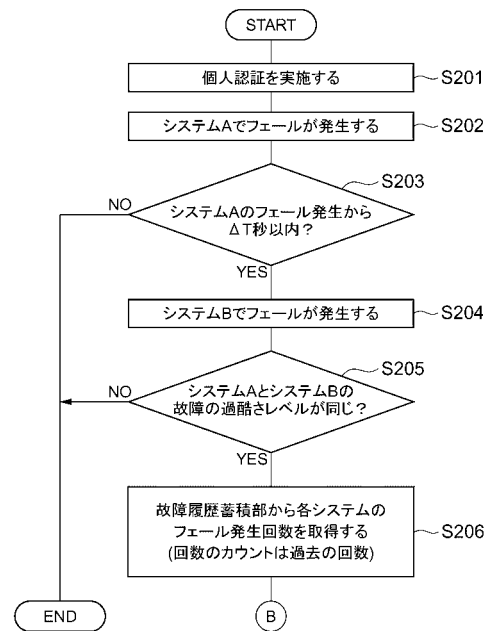 START
個人認証を実施する
S201
システムAでフェールが発生する
S202
S203
システムAのフェール発生から
ΔT秒以内？
NO
YES
システムBでフェールが発生する
S204
S205
システムAとシステムBの
故障の過酷さレベルが同じ？
NO
YES
故障履歴蓄積部から各システムの
フェール発生回数を取得する
(回数のカウントは過去の回数)
S206
END
B